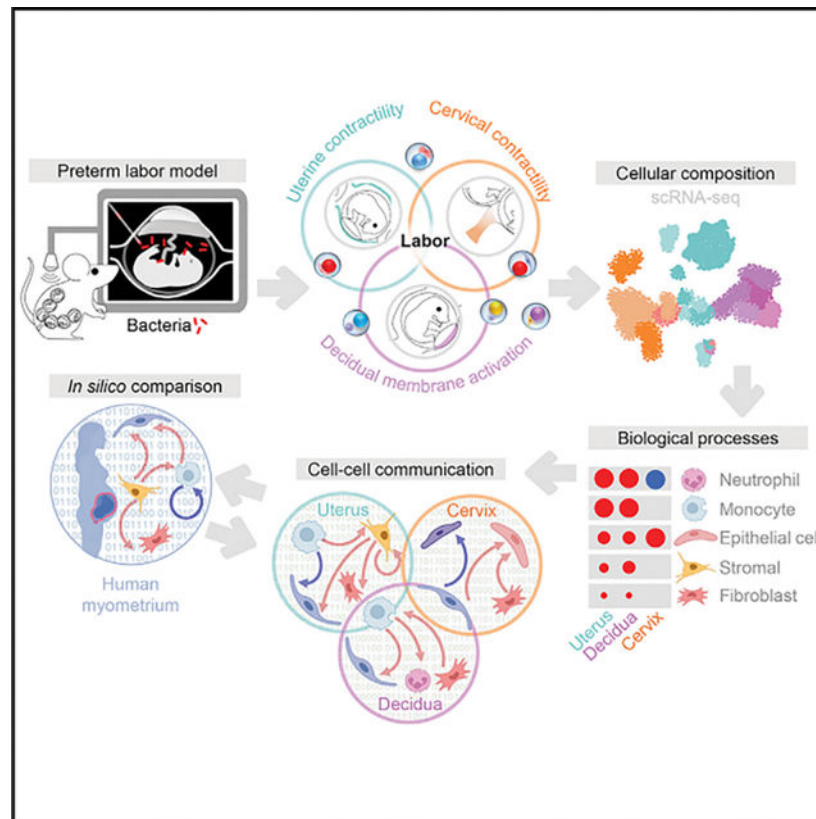 Preterm labor model
Bacteria
Uterine contractility
Cervical contractility
Labor
Decidual membrane activation
Cellular composition
scRNA-seq
Biological processes
Neutrophil
Monocyte
Epithelial cell
Stromal
Fibroblast
Uterus
Decidua
Cervix
Cell-cell communication
Uterus
Cervix
Decidua
In silico comparison
Human
myometrium